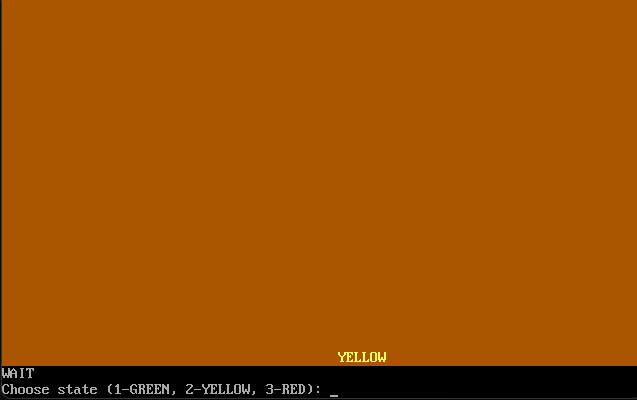 YELLOW
WAIT
Choose state (1-GREEN, 2-YELLOW, 3-RED): _